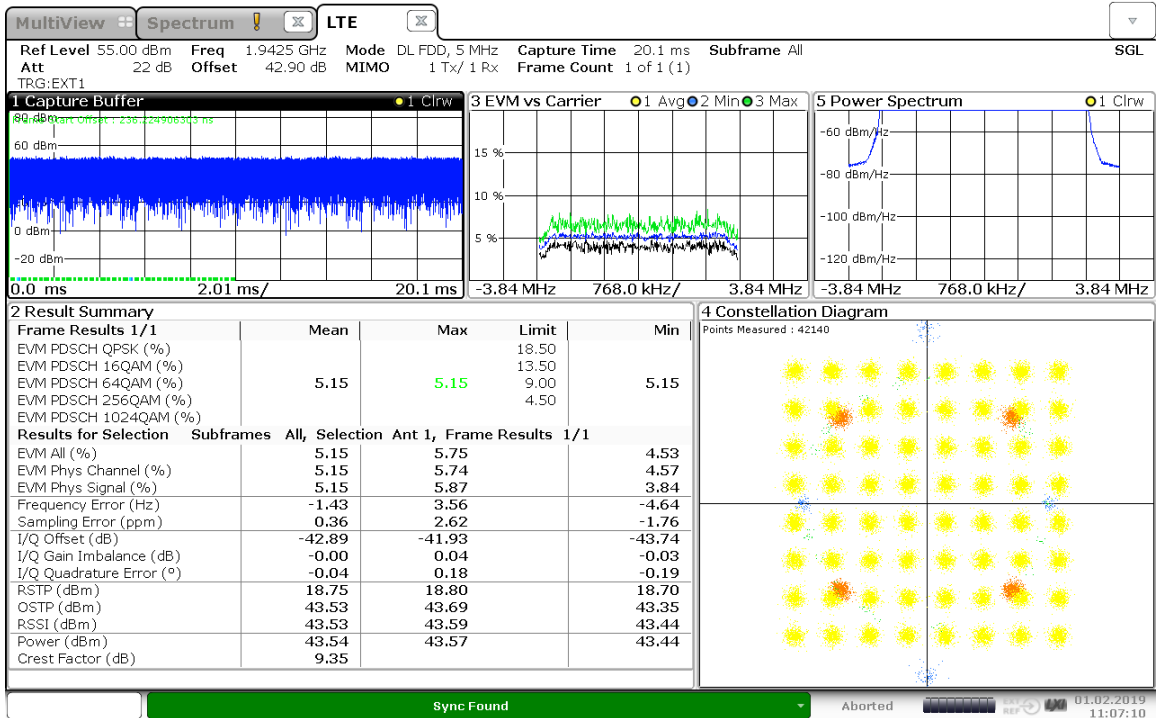 MultiView Spectrum ! LTE
Ref Level 55.00 dBm Freq 1.9425 GHz Mode DL FDD, 5 MHz Capture Time 20.1 ms Subframe All SGL
Att 22 dB Offset 42.90 dB MIMO 1 Tx/ 1 Rx Frame Count 1 of 1 (1)
TRG:EXT1
1 Capture Buffer 1 Clrw
80 dBm
Frame Start Offset : 236.224906303 ms
60 dBm
0 dBm
-20 dBm
0.0 ms 2.01 ms/ 20.1 ms
3 EVM vs Carrier 1 Avg 2 Min 3 Max
15 %
10 %
5 %
-3.84 MHz 768.0 kHz/ 3.84 MHz
5 Power Spectrum 1 Clrw
-60 dBm/Hz
-80 dBm/Hz
-100 dBm/Hz
-120 dBm/Hz
-3.84 MHz 768.0 kHz/ 3.84 MHz
2 Result Summary
Frame Results 1/1 Mean Max Limit Min
EVM PDSCH QPSK (%) 18.50
EVM PDSCH 16QAM (%) 13.50
EVM PDSCH 64QAM (%) 5.15 5.15 9.00 5.15
EVM PDSCH 256QAM (%) 4.50
EVM PDSCH 1024QAM (%)
Results for Selection Subframes All, Selection Ant 1, Frame Results 1/1
EVM All (%) 5.15 5.75 4.53
EVM Phys Channel (%) 5.15 5.74 4.57
EVM Phys Signal (%) 5.15 5.87 3.84
Frequency Error (Hz) -1.43 3.56 -4.64
Sampling Error (ppm) 0.36 2.62 -1.76
I/Q Offset (dB) -42.89 -41.93 -43.74
I/Q Gain Imbalance (dB) -0.00 0.04 -0.03
I/Q Quadrature Error (°) -0.04 0.18 -0.19
RSTP (dBm) 18.75 18.80 18.70
OSTP (dBm) 43.53 43.69 43.35
RSSI (dBm) 43.53 43.59 43.44
Power (dBm) 43.54 43.57 43.44
Crest Factor (dB) 9.35
4 Constellation Diagram
Points Measured : 42140
Sync Found Aborted EXT REF LXI 01.02.2019
11:07:10